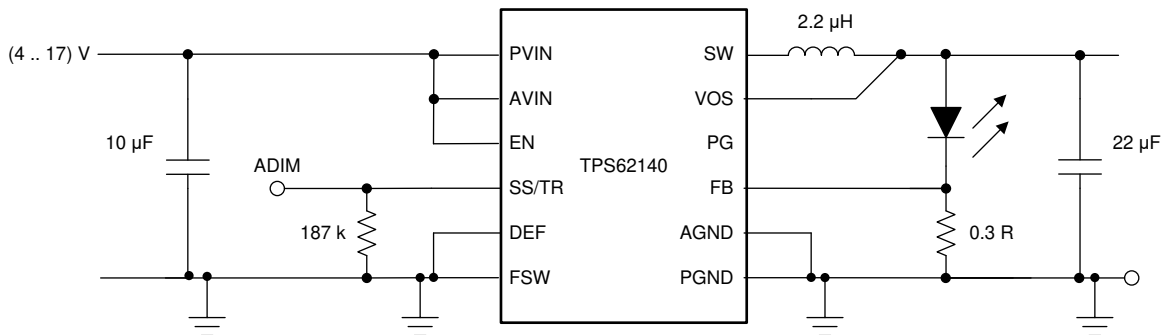 2.2 µH
(4 .. 17) V
PVIN
SW
AVIN
VOS
10 µF
EN
PG
22 µF
TPS62140
ADIM
SS/TR
FB
187 k
DEF
AGND
0.3 R
FSW
PGND